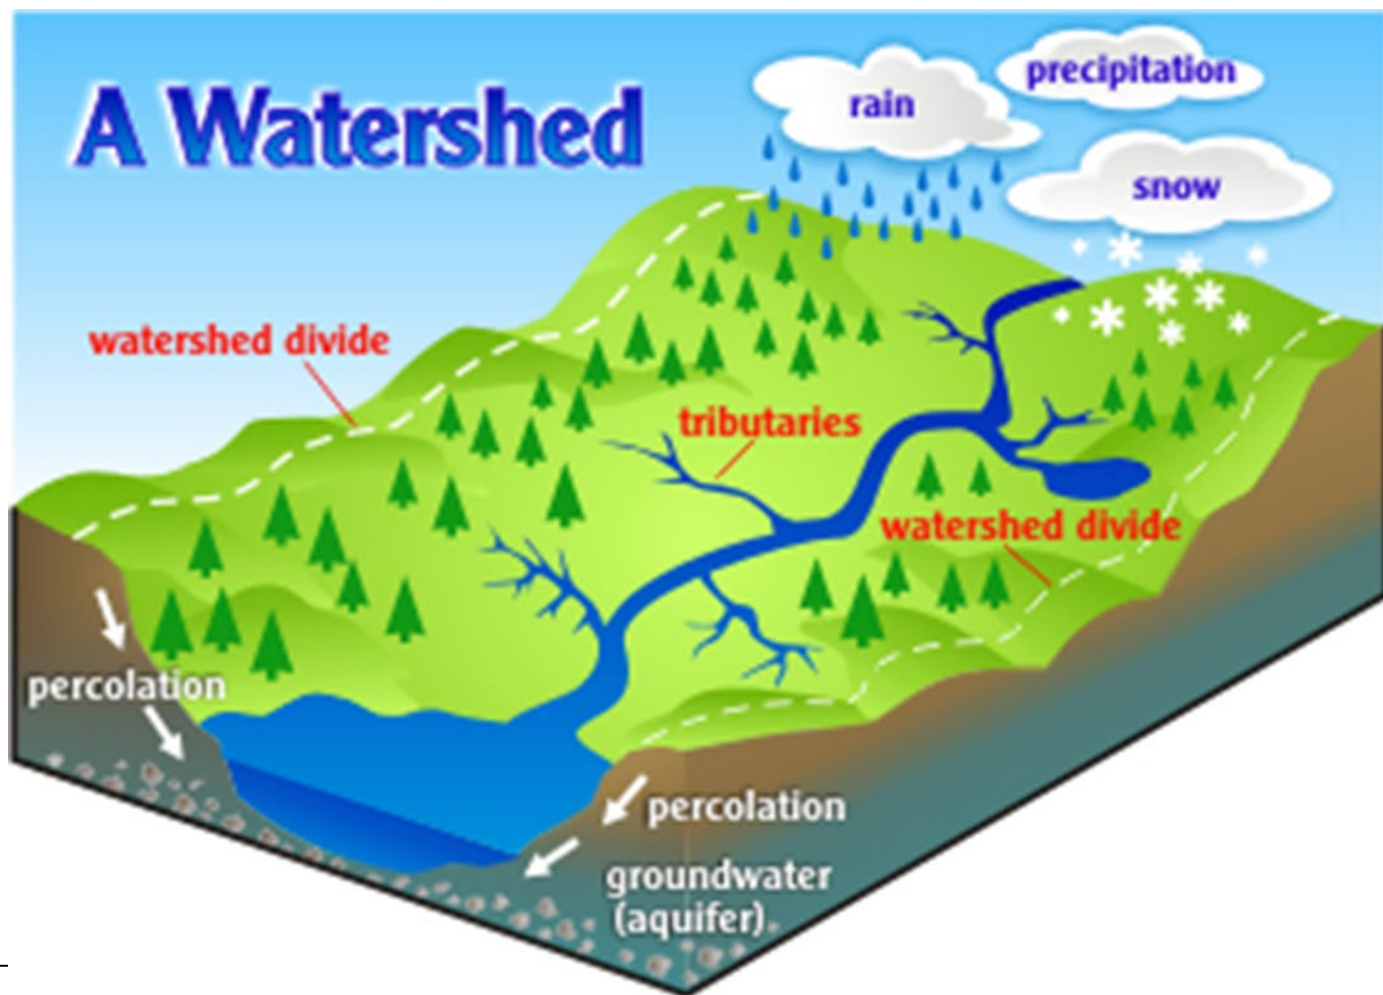 A Watershed
precipitation
rain
snow
watershed divide
tributaries
watershed divide
percolation
percolation
groundwater
(aquifer)